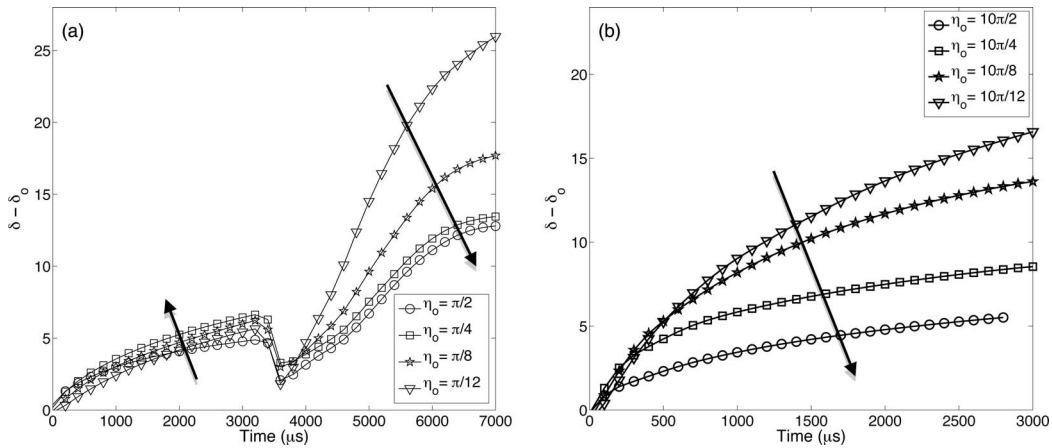 (a)
25
20
15
10
5
0
δ − δo
0 1000 2000 3000 4000 5000 6000 7000
Time (μs)
ηo = π/2
ηo = π/4
ηo = π/8
ηo = π/12
(b)
20
15
10
5
0
δ − δo
0 500 1000 1500 2000 2500 3000
Time (μs)
ηo = 10π/2
ηo = 10π/4
ηo = 10π/8
ηo = 10π/12